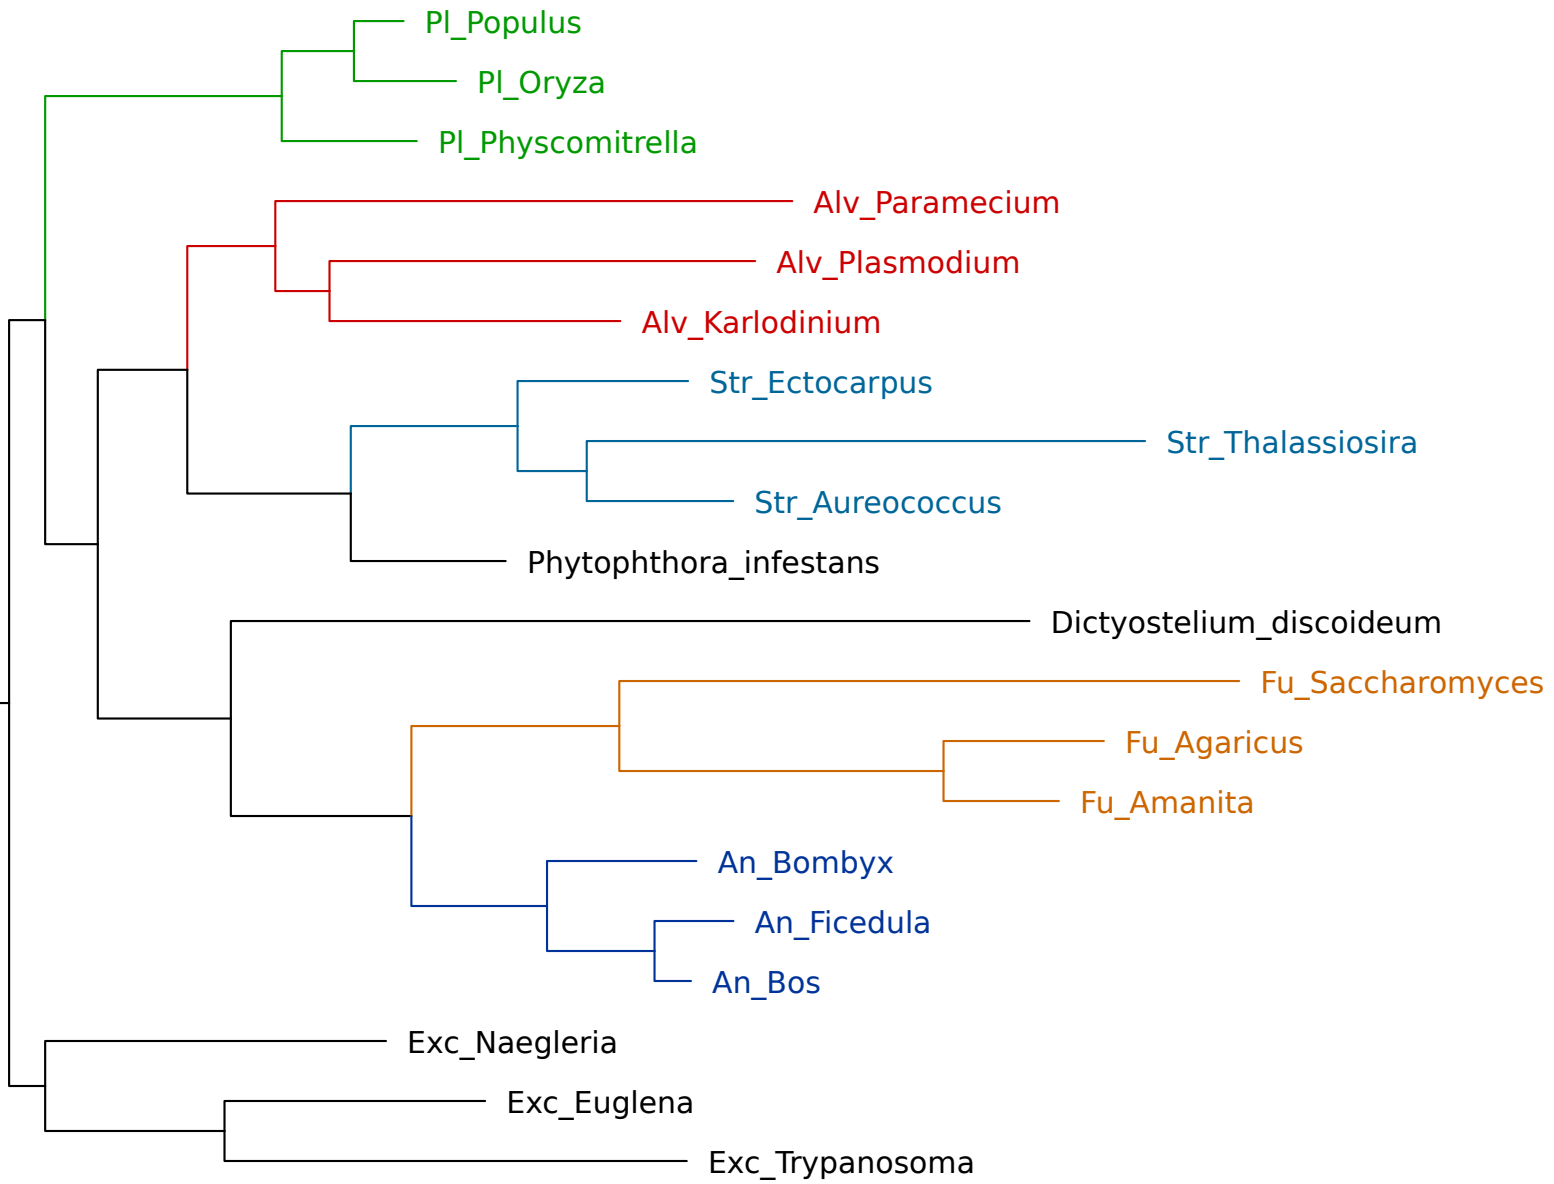 Pl_Populus
Pl_Oryza
Pl_Physcomitrella
Alv_Paramecium
Alv_Plasmodium
Alv_Karlodinium
Str_Ectocarpus
Str_Thalassiosira
Str_Aureococcus
Phytophthora_infestans
Dictyostelium_discoideum
Fu_Saccharomyces
Fu_Agaricus
Fu_Amanita
An_Bombyx
An_Ficedula
An_Bos
Exc_Naegleria
Exc_Euglena
Exc_Trypanosoma